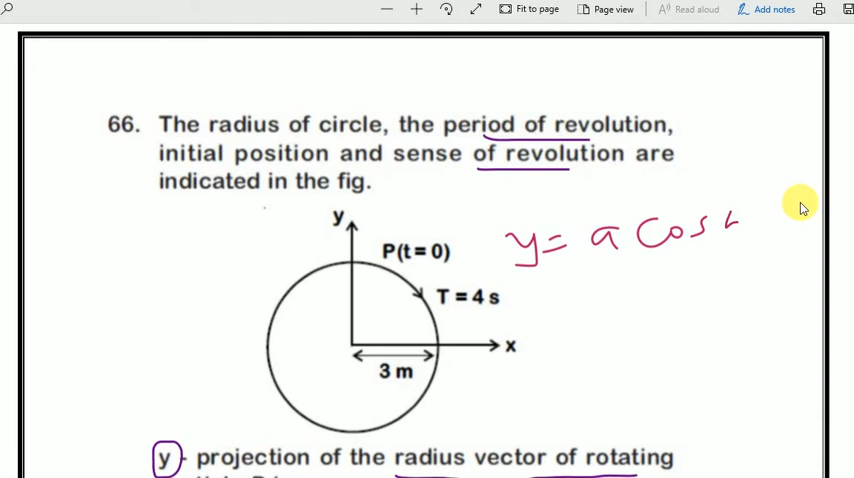 Fit to page Page view Read aloud Add notes
66. The radius of circle, the period of revolution,
initial position and sense of revolution are
indicated in the fig.
y
P(t = 0)
y = a cos
T = 4 s
x
3 m
y - projection of the radius vector of rotating